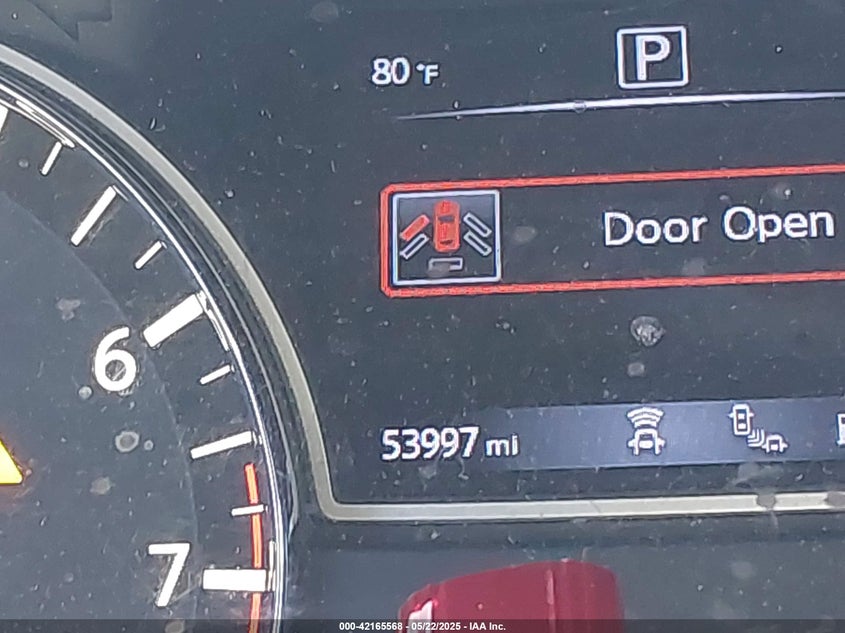 80 °F
P
Door Open
6
53997 mi
7
000-42165568 - 05/22/2025 - IAA Inc.